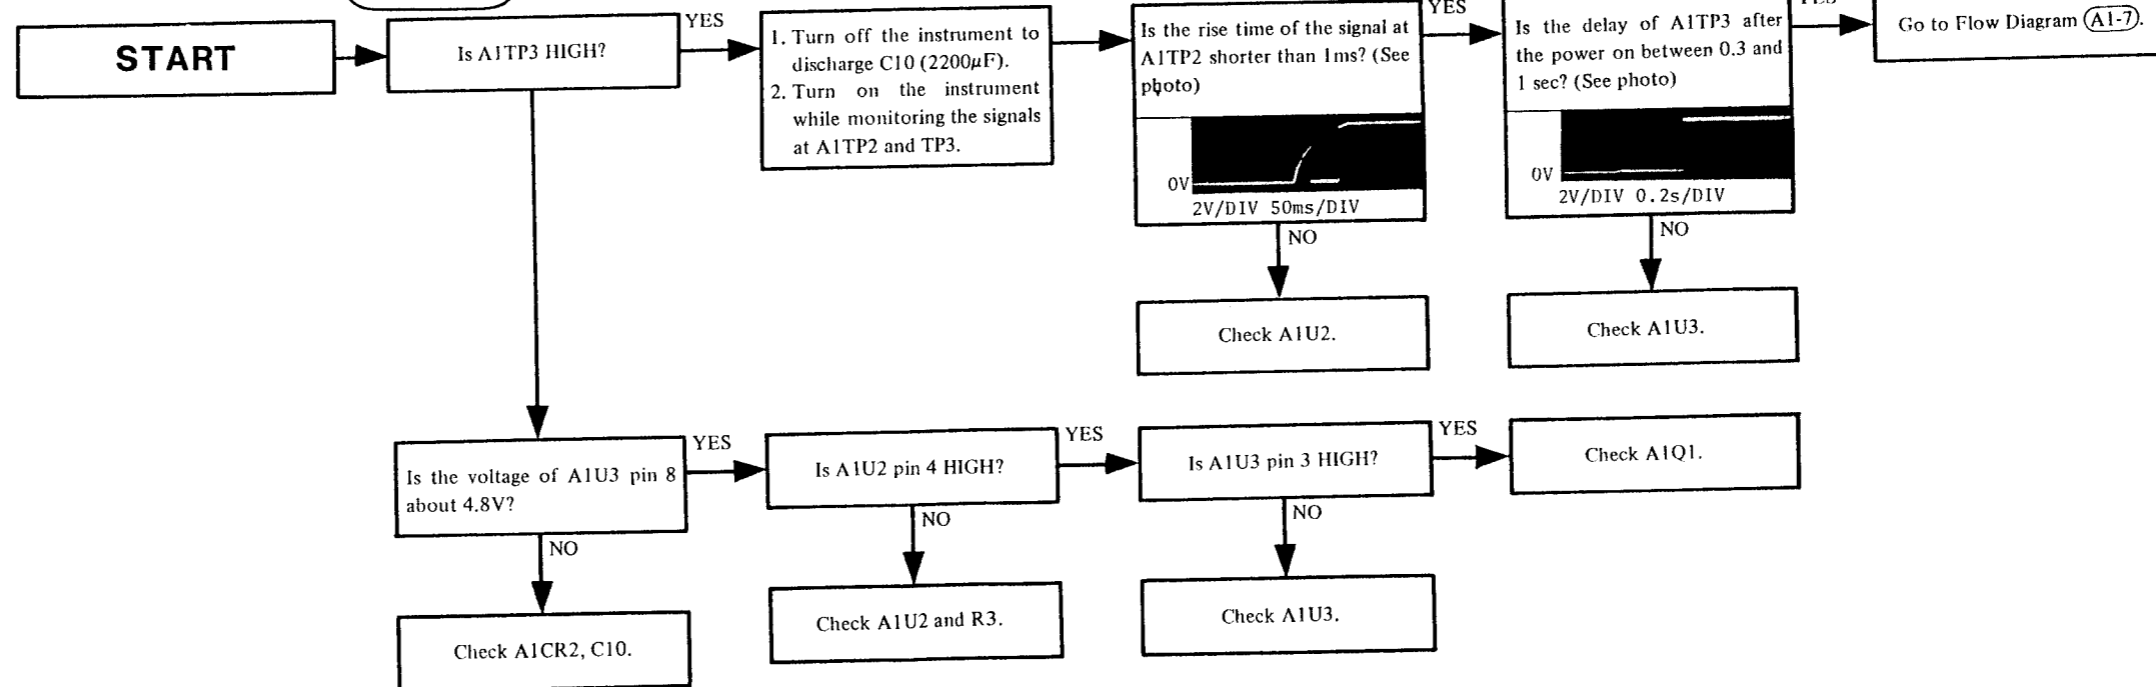 START
Is A1TP3 HIGH?
YES
1. Turn off the instrument to
discharge C10 (2200µF).
2. Turn on the instrument
while monitoring the signals
at A1TP2 and TP3.
Is the rise time of the signal at
A1TP2 shorter than 1ms? (See
photo)
0V
2V/DIV 50ms/DIV
YES
Is the delay of A1TP3 after
the power on between 0.3 and
1 sec? (See photo)
0V
2V/DIV 0.2s/DIV
YES
Go to Flow Diagram A1-7.
NO
Check A1U2.
NO
Check A1U3.
Is the voltage of A1U3 pin 8
about 4.8V?
YES
Is A1U2 pin 4 HIGH?
YES
Is A1U3 pin 3 HIGH?
YES
Check A1Q1.
NO
Check A1CR2, C10.
NO
Check A1U2 and R3.
NO
Check A1U3.